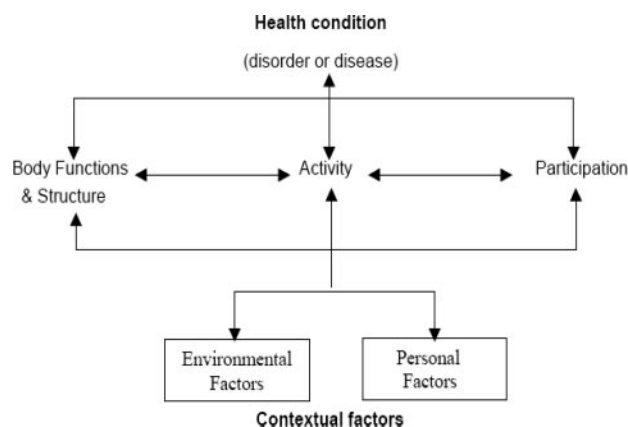 Health condition
(disorder or disease)
Body Functions
& Structure
Activity
Participation
Environmental
Factors
Personal
Factors
Contextual factors